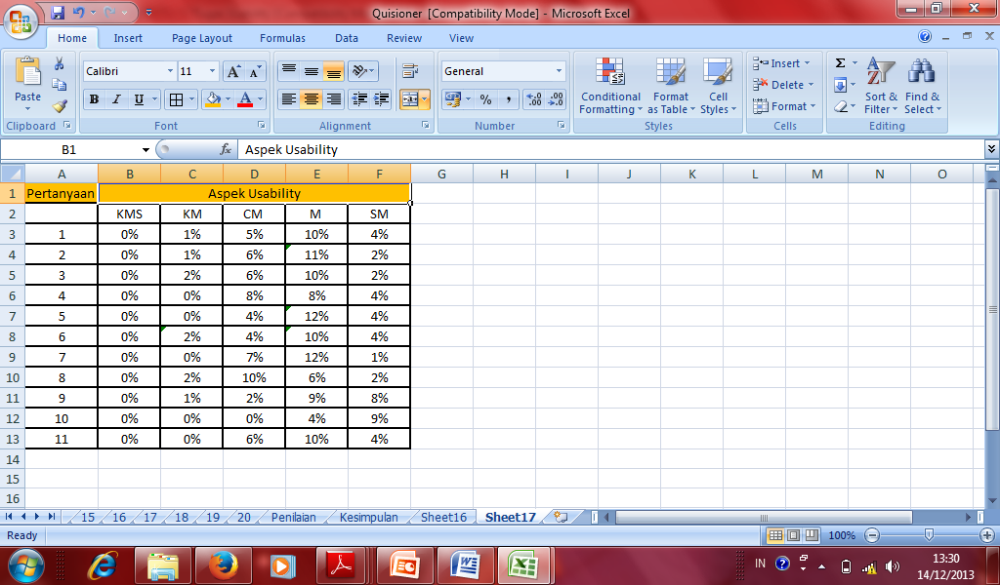 Quisioner [Compatibility Mode] - Microsoft Excel
Home Insert Page Layout Formulas Data Review View
Paste
Calibri 11
General
Conditional Formatting
Format as Table
Cell Styles
Insert
Delete
Format
Sort & Filter
Find & Select
B I U
% ,
Clipboard Font Alignment Number Styles Cells Editing
B1 fx Aspek Usability
A B C D E F G H I J K L M N O
1 Pertanyaan Aspek Usability
2 KMS KM CM M SM
3 1 0% 1% 5% 10% 4%
4 2 0% 1% 6% 11% 2%
5 3 0% 2% 6% 10% 2%
6 4 0% 0% 8% 8% 4%
7 5 0% 0% 4% 12% 4%
8 6 0% 2% 4% 10% 4%
9 7 0% 0% 7% 12% 1%
10 8 0% 2% 10% 6% 2%
11 9 0% 1% 2% 9% 8%
12 10 0% 0% 0% 4% 9%
13 11 0% 0% 6% 10% 4%
14
15
16
15 16 17 18 19 20 Penilaian Kesimpulan Sheet16 Sheet17
Ready 100%
IN 13:30
14/12/2013